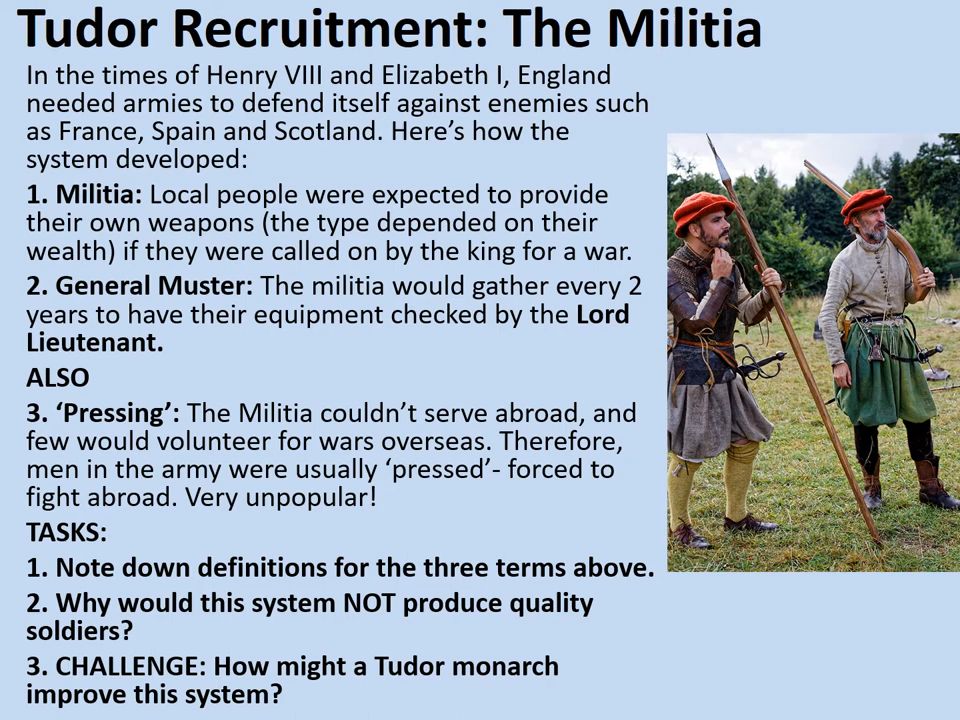 Tudor Recruitment: The Militia
In the times of Henry VIII and Elizabeth I, England
needed armies to defend itself against enemies such
as France, Spain and Scotland. Here’s how the
system developed:
1. Militia: Local people were expected to provide
their own weapons (the type depended on their
wealth) if they were called on by the king for a war.
2. General Muster: The militia would gather every 2
years to have their equipment checked by the Lord
Lieutenant.
ALSO
3. ‘Pressing’: The Militia couldn’t serve abroad, and
few would volunteer for wars overseas. Therefore,
men in the army were usually ‘pressed’- forced to
fight abroad. Very unpopular!
TASKS:
1. Note down definitions for the three terms above.
2. Why would this system NOT produce quality
soldiers?
3. CHALLENGE: How might a Tudor monarch
improve this system?